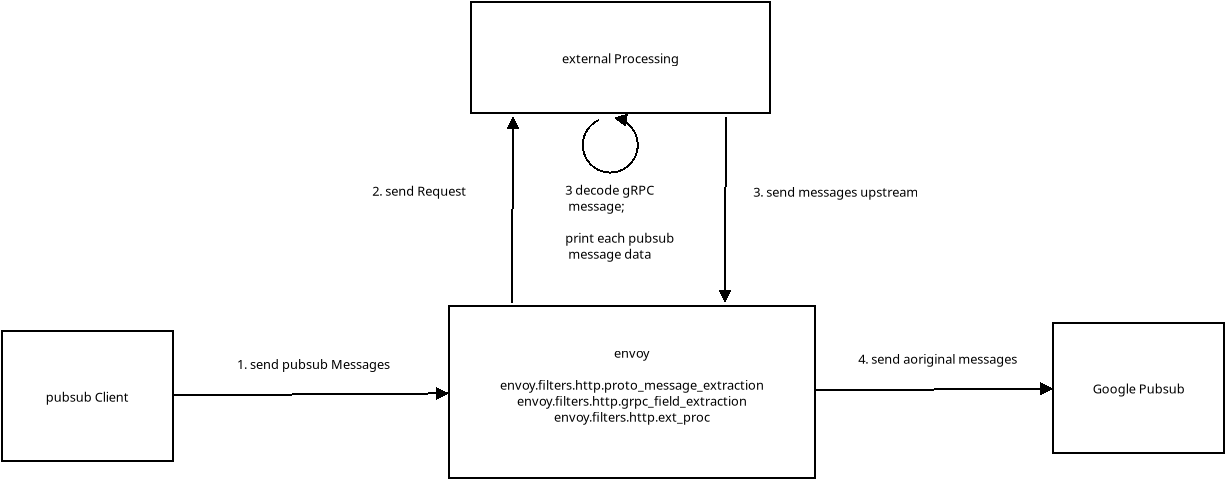 external Processing
2. send Request
3 decode gRPC
message;
print each pubsub
message data
3. send messages upstream
pubsub Client
1. send pubsub Messages
envoy
envoy.filters.http.proto_message_extraction
envoy.filters.http.grpc_field_extraction
envoy.filters.http.ext_proc
4. send aoriginal messages
Google Pubsub